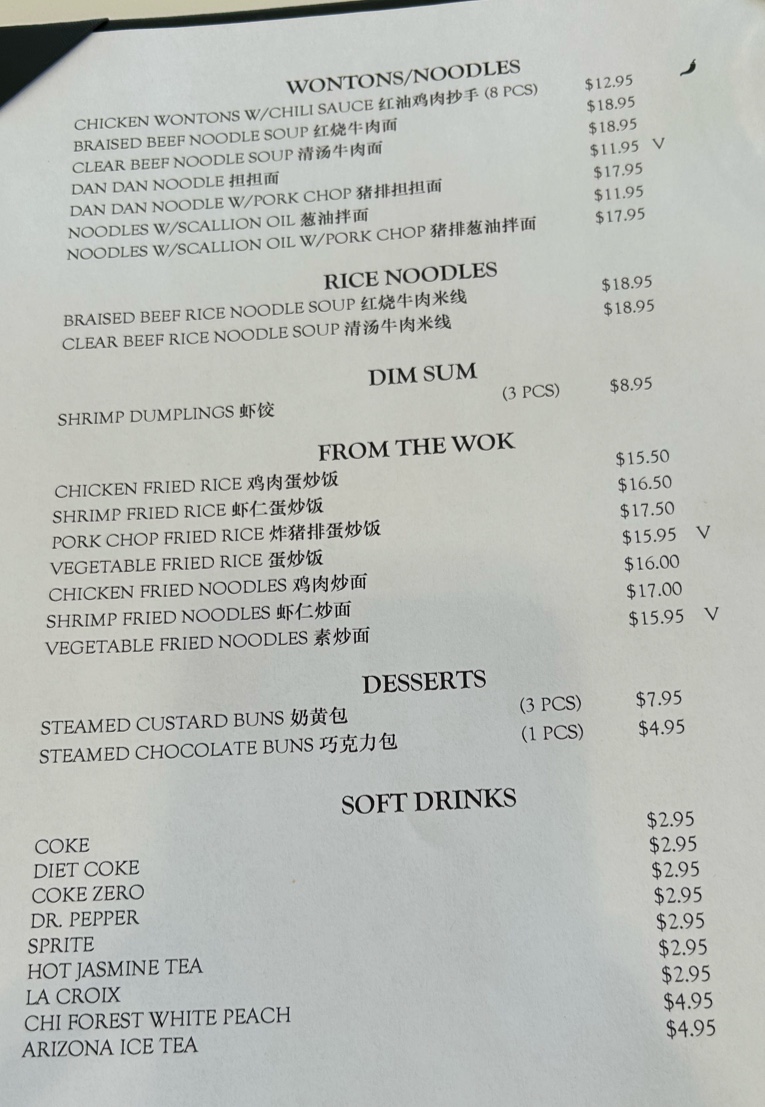 WONTONS/NOODLES
CHICKEN WONTONS W/CHILI SAUCE 红油鸡肉抄手 (8 PCS) $12.95
BRAISED BEEF NOODLE SOUP 红烧牛肉面 $18.95
CLEAR BEEF NOODLE SOUP 清汤牛肉面 $18.95
DAN DAN NOODLE 担担面 $11.95 V
DAN DAN NOODLE W/PORK CHOP 猪排担担面 $17.95
NOODLES W/SCALLION OIL 葱油拌面 $11.95
NOODLES W/SCALLION OIL W/PORK CHOP 猪排葱油拌面 $17.95
RICE NOODLES
BRAISED BEEF RICE NOODLE SOUP 红烧牛肉米线 $18.95
CLEAR BEEF RICE NOODLE SOUP 清汤牛肉米线 $18.95
DIM SUM
SHRIMP DUMPLINGS 虾饺 (3 PCS) $8.95
FROM THE WOK
CHICKEN FRIED RICE 鸡肉蛋炒饭 $15.50
SHRIMP FRIED RICE 虾仁蛋炒饭 $16.50
PORK CHOP FRIED RICE 炸猪排蛋炒饭 $17.50
VEGETABLE FRIED RICE 蛋炒饭 $15.95 V
CHICKEN FRIED NOODLES 鸡肉炒面 $16.00
SHRIMP FRIED NOODLES 虾仁炒面 $17.00
VEGETABLE FRIED NOODLES 素炒面 $15.95 V
DESSERTS
STEAMED CUSTARD BUNS 奶黄包 (3 PCS) $7.95
STEAMED CHOCOLATE BUNS 巧克力包 (1 PCS) $4.95
SOFT DRINKS
COKE $2.95
DIET COKE $2.95
COKE ZERO $2.95
DR. PEPPER $2.95
SPRITE $2.95
HOT JASMINE TEA $2.95
LA CROIX $2.95
CHI FOREST WHITE PEACH $4.95
ARIZONA ICE TEA $4.95